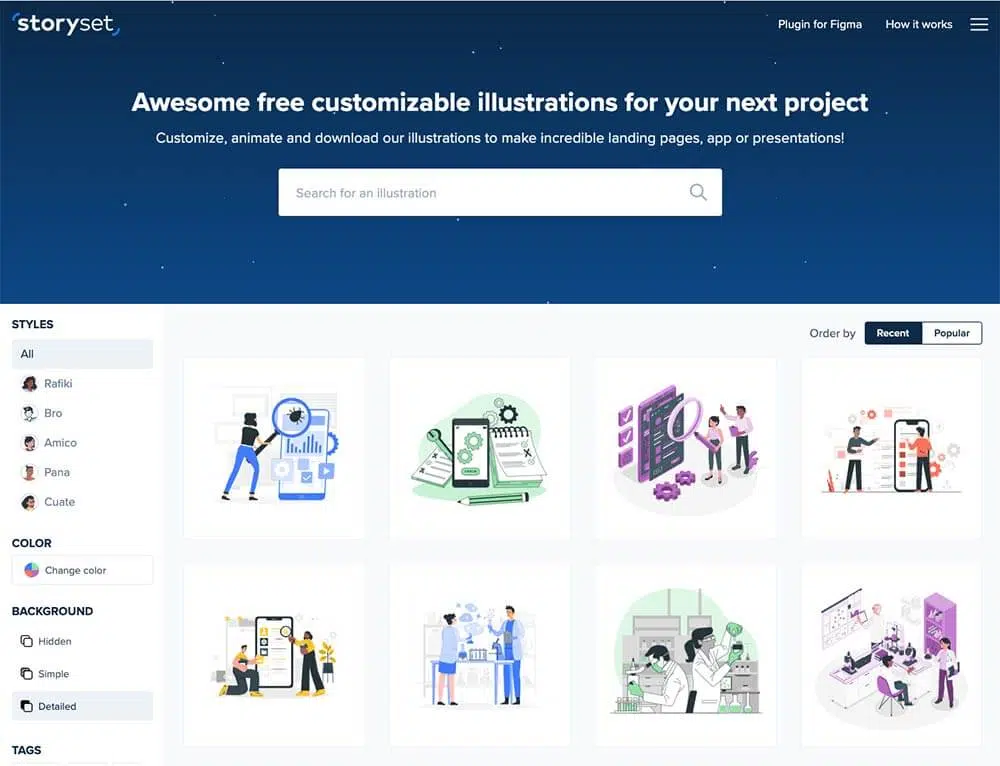 storyset
Plugin for Figma
How it works
Awesome free customizable illustrations for your next project
Customize, animate and download our illustrations to make incredible landing pages, app or presentations!
Search for an illustration
STYLES
Order by
Recent
Popular
All
Rafiki
Bro
Amico
Pana
Cuate
COLOR
Change color
BACKGROUND
Hidden
Simple
Detailed
TAGS